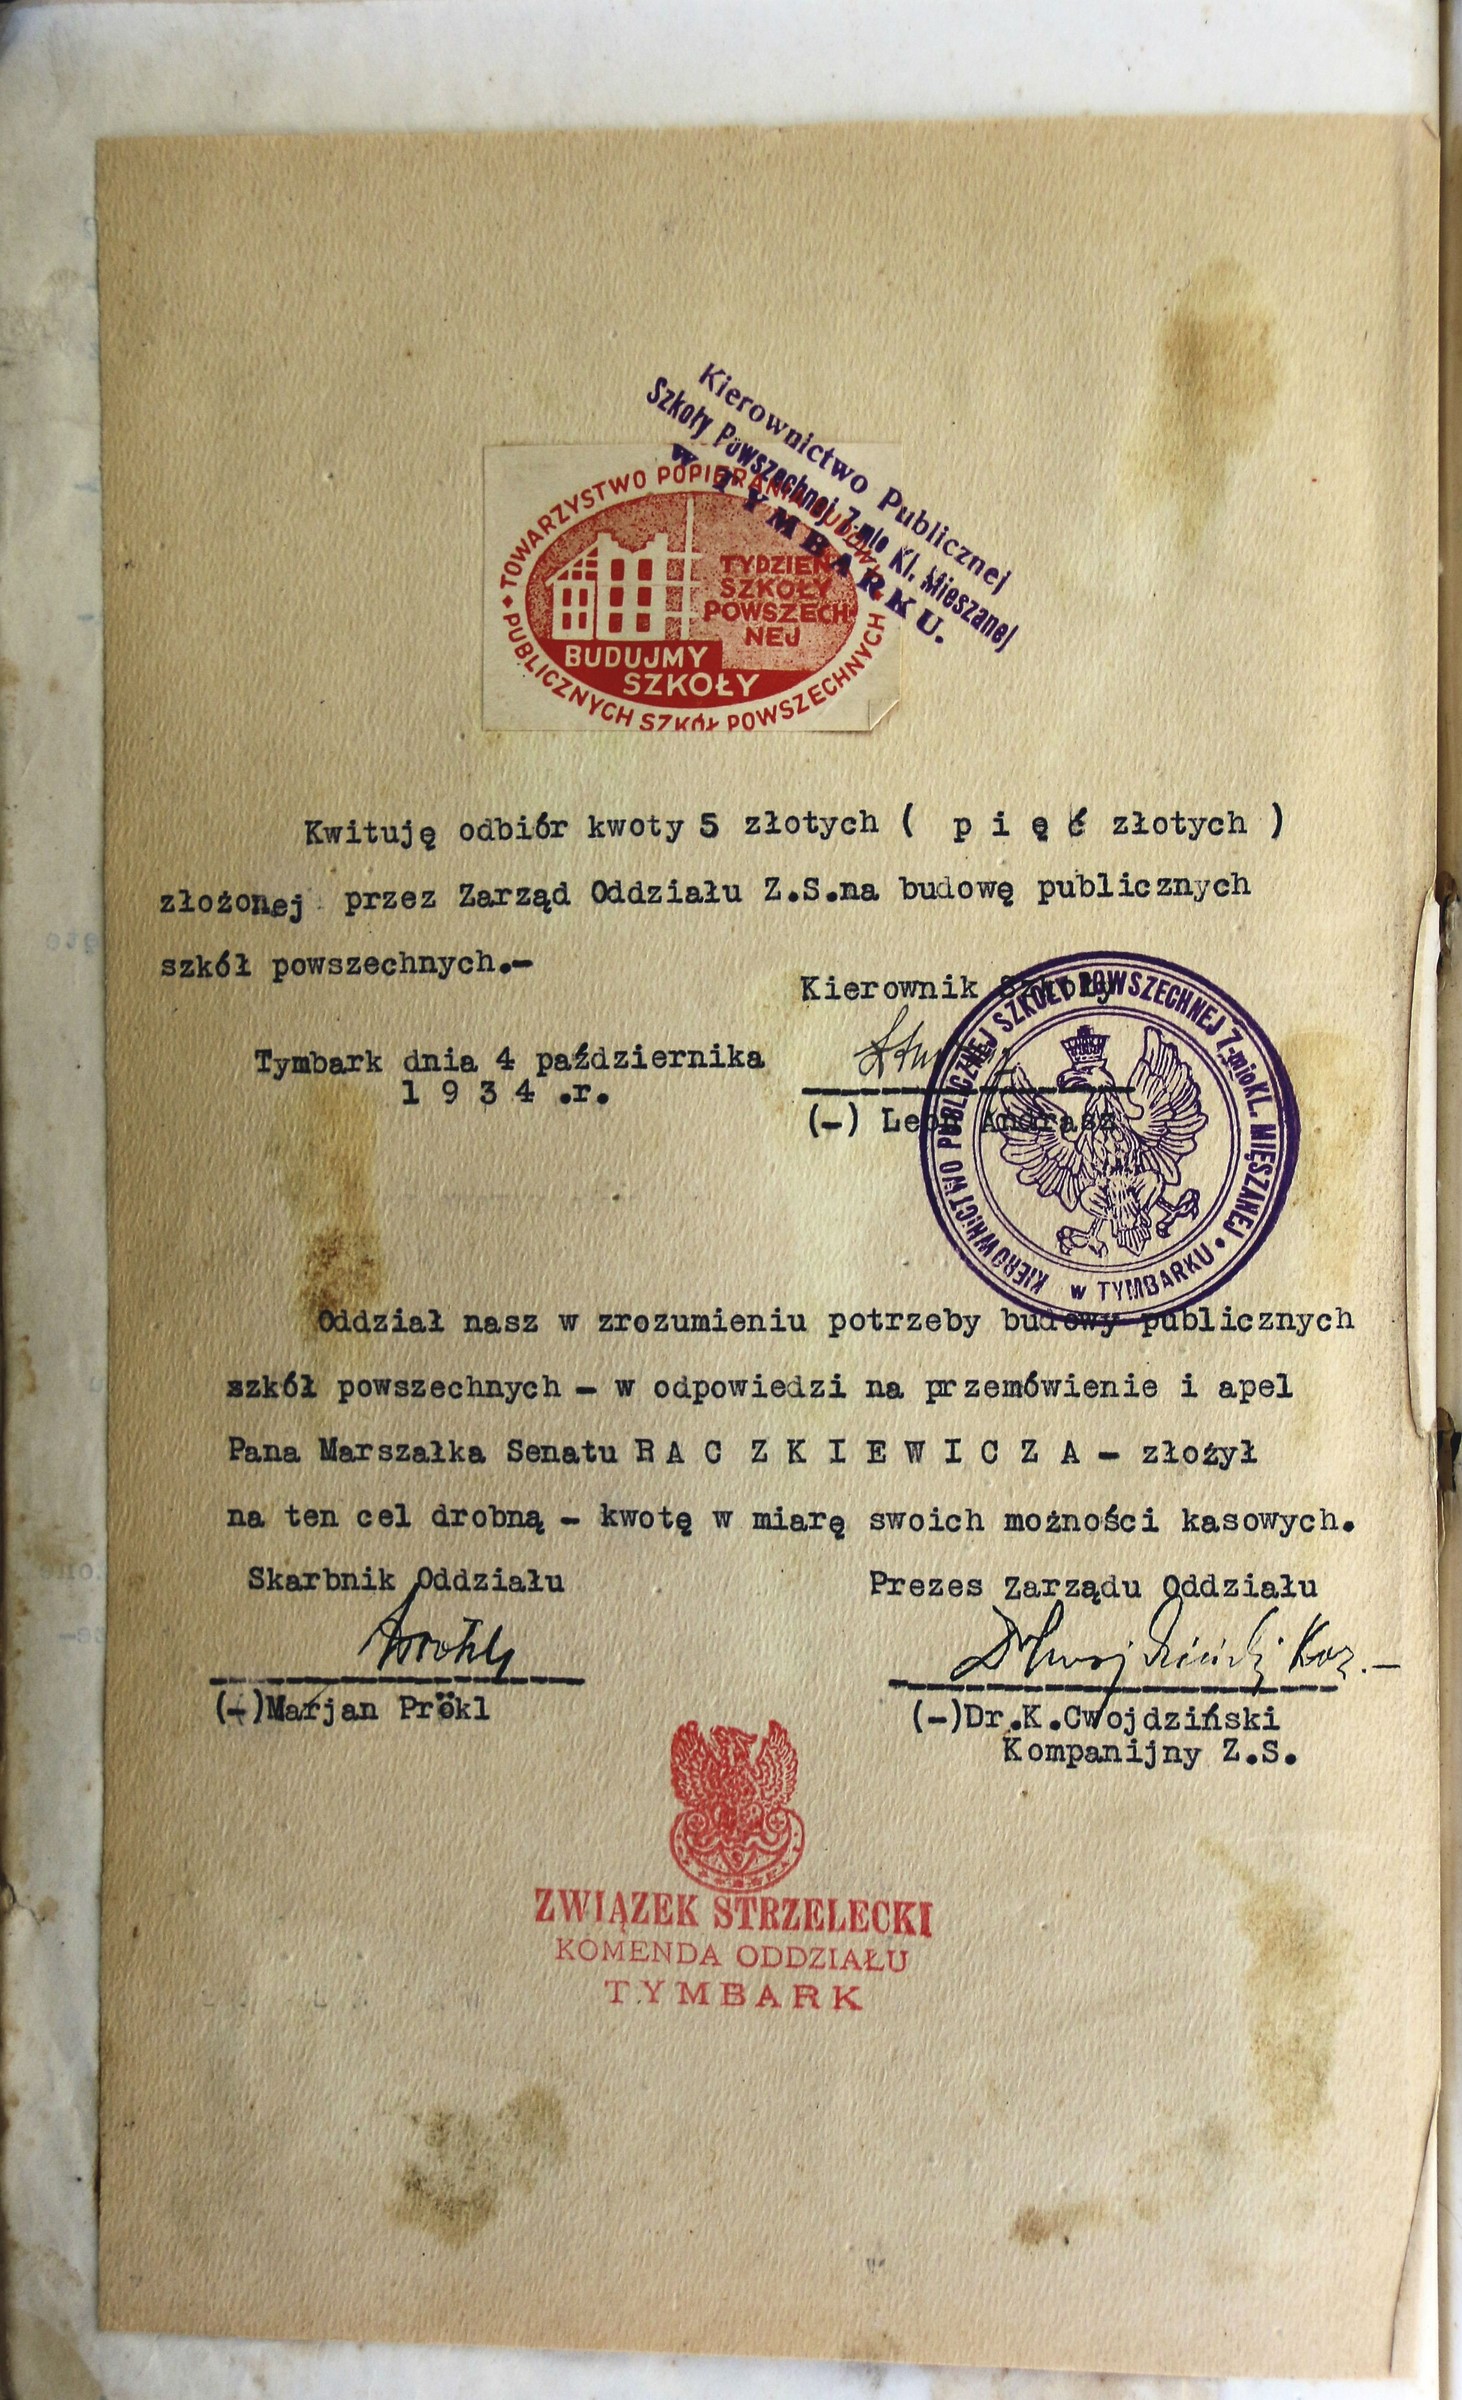 Kierownictwo Publicznej
Szkoły Powszechnej 7-mio Kl. Mieszanej
w TYMBARKU.
TOWARZYSTWO POPIERANIA BUDOWY
PUBLICZNYCH SZKÓŁ POWSZECHNYCH
TYDZIEŃ
SZKOŁY
POWSZECH-
NEJ
BUDUJMY
SZKOŁY
Kwituję odbiór kwoty 5 złotych ( p i ę ć złotych )
złożonej przez Zarząd Oddziału Z.S.na budowę publicznych
szkół powszechnych.-
Kierownik Szkoły
Tymbark dnia 4 października
1 9 3 4 .r.
(-) Leon Andrasz
KIEROWNICTWO PUBLICZNEJ SZKOŁY POWSZECHNEJ 7-mio KL. MIĘSZANEJ
w TYMBARKU
Oddział nasz w zrozumieniu potrzeby budowy publicznych
szkół powszechnych - w odpowiedzi na przemówienie i apel
Pana Marszałka Senatu R A C Z K I E W I C Z A - złożył
na ten cel drobną - kwotę w miarę swoich możności kasowych.
Skarbnik Oddziału
Prezes Zarządu Oddziału
(-)Marjan Prökl
(-)Dr.K.Cwojdziński
Kompanijny Z.S.
ZWIĄZEK STRZELECKI
KOMENDA ODDZIAŁU
TYMBARK